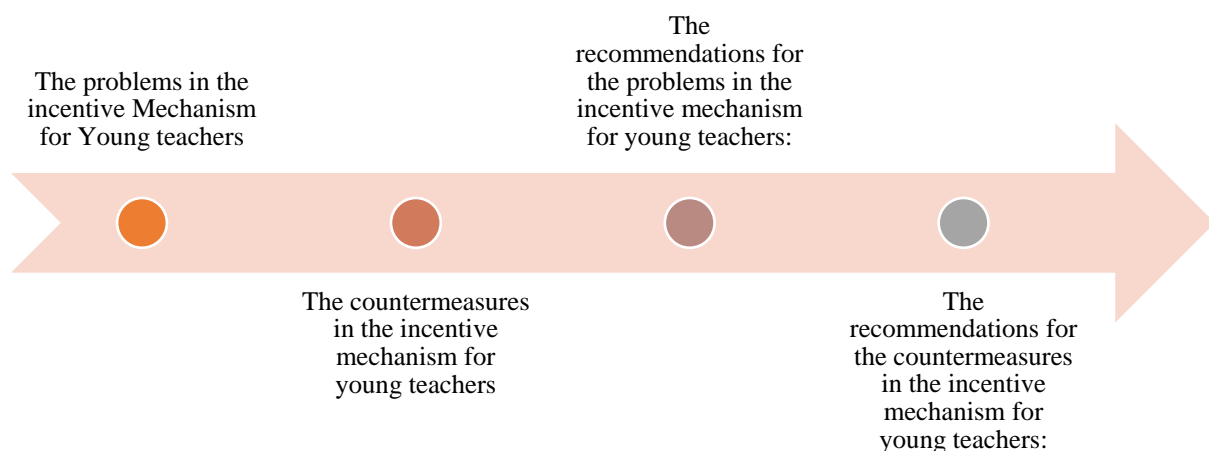 The problems in the
incentive Mechanism
for Young teachers
The countermeasures
in the incentive
mechanism for
young teachers
The
recommendations for
the problems in the
incentive mechanism
for young teachers:
The
recommendations for
the countermeasures
in the incentive
mechanism for
young teachers: